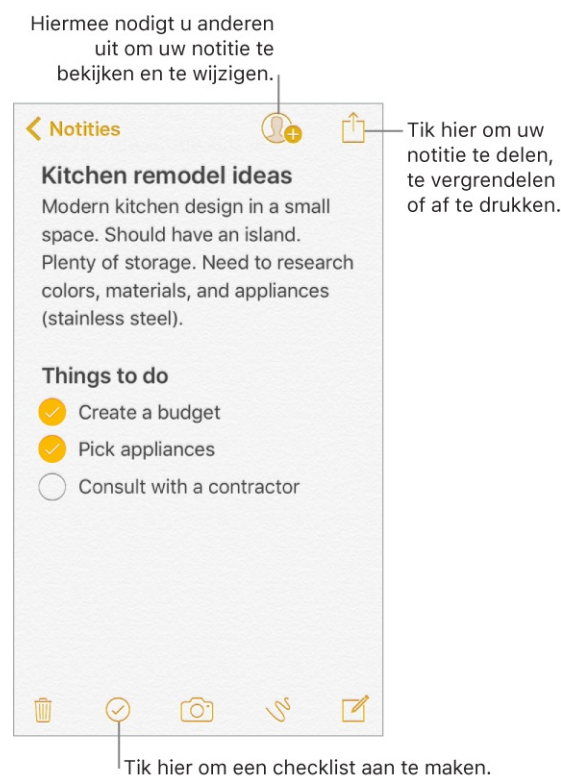 Hiermee nodigt u anderen
uit om uw notitie te
bekijken en te wijzigen.
Notities
Tik hier om uw
notitie te delen,
te vergrendelen
of af te drukken.
Kitchen remodel ideas
Modern kitchen design in a small
space. Should have an island.
Plenty of storage. Need to research
colors, materials, and appliances
(stainless steel).
Things to do
Create a budget
Pick appliances
Consult with a contractor
Tik hier om een checklist aan te maken.